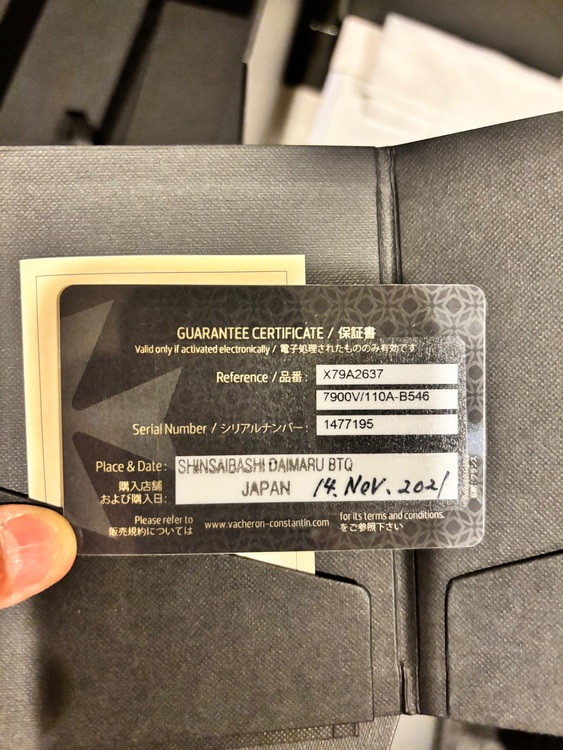 GUARANTEE CERTIFICATE / 保証書
Valid only if activated electronically / 電子処理されたもののみ有効です
Reference / 品番: X79A2637
7900V/110A-B546
Serial Number / シリアルナンバー: 1477195
Place & Date: SHINSAIBASHI DAIMARU BTQ
購入店舗
および購入日: JAPAN 14. Nov. 2021
Please refer to www.vacheron-constantin.com for its terms and conditions.
販売規約については をご参照下さい